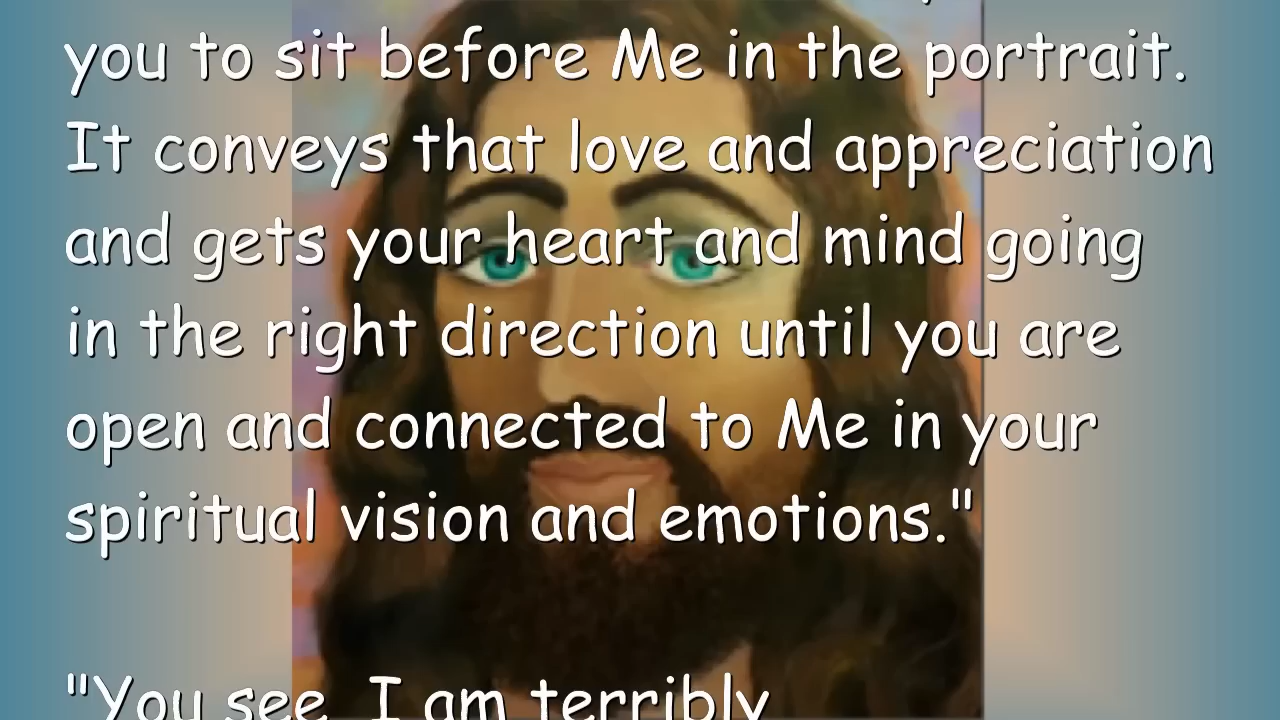 you to sit before Me in the portrait.
It conveys that love and appreciation
and gets your heart and mind going
in the right direction until you are
open and connected to Me in your
spiritual vision and emotions."
"You see, I am terribly